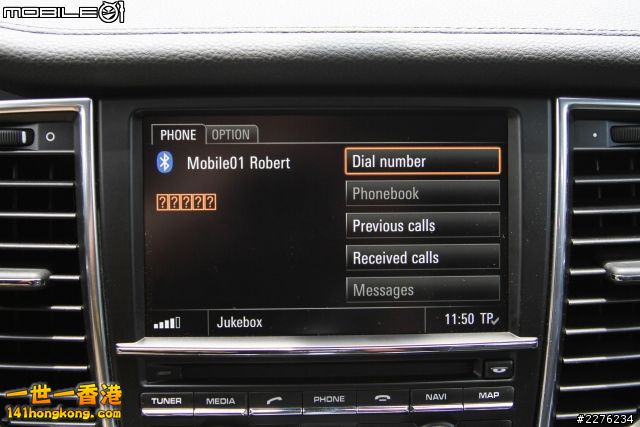 MOBILE01
PHONE OPTION
Mobile01 Robert
Dial number
?????
Phonebook
Previous calls
Received calls
Messages
Jukebox
11:50 TP
TUNER MEDIA PHONE NAVI MAP
一世一香港
141hongkong.com
#2276234